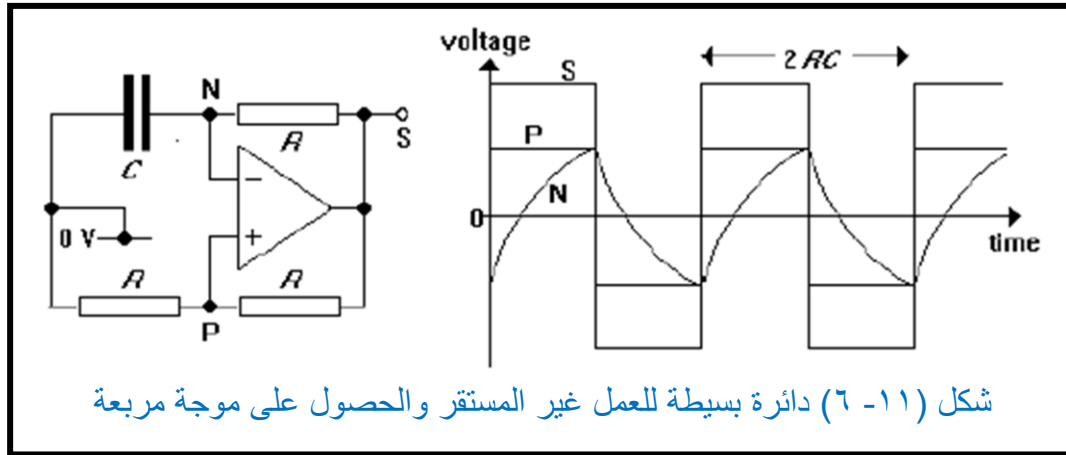 voltage
2 RC
S
N
R
S
C
P
N
0
0 V
time
R
R
P
شكل (١١- ٦) دائرة بسيطة للعمل غير المستقر والحصول على موجة مربعة